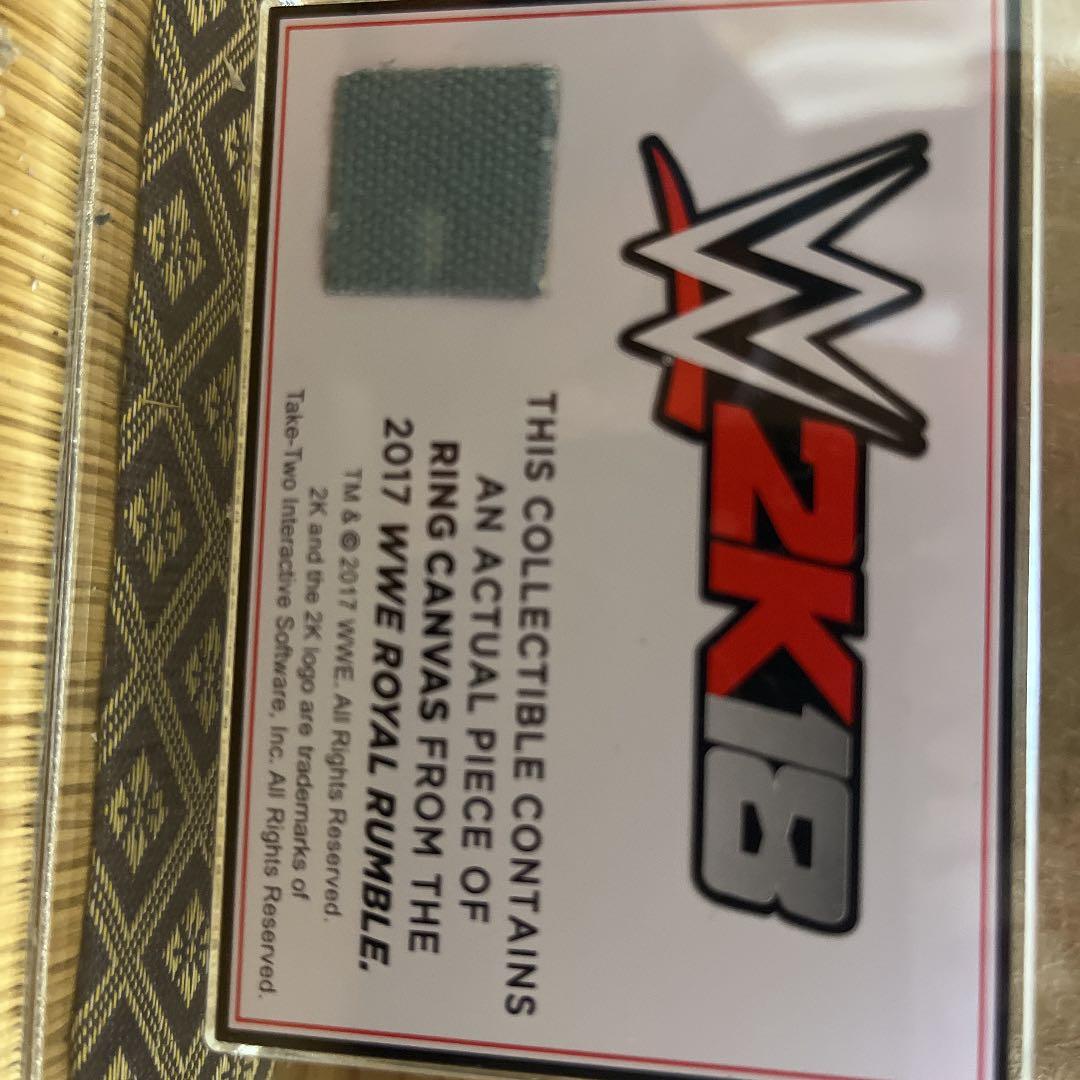 W 2K18
THIS COLLECTIBLE CONTAINS
AN ACTUAL PIECE OF
RING CANVAS FROM THE
2017 WWE ROYAL RUMBLE.
TM & © 2017 WWE. All Rights Reserved.
2K and the 2K logo are trademarks of
Take-Two Interactive Software, Inc. All Rights Reserved.